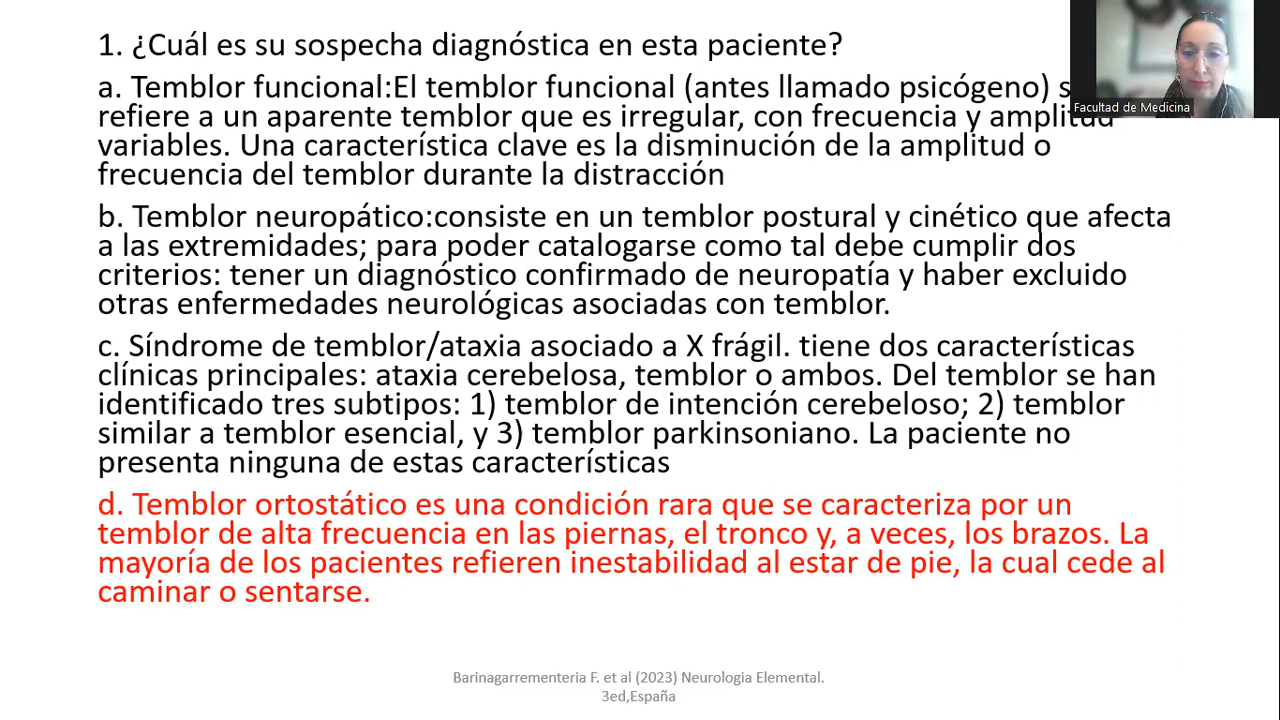 1. ¿Cuál es su sospecha diagnóstica en esta paciente?
a. Temblor funcional:El temblor funcional (antes llamado psicógeno) s
refiere a un aparente temblor que es irregular, con frecuencia y amplitud
variables. Una característica clave es la disminución de la amplitud o
frecuencia del temblor durante la distracción
b. Temblor neuropático:consiste en un temblor postural y cinético que afecta
a las extremidades; para poder catalogarse como tal debe cumplir dos
criterios: tener un diagnóstico confirmado de neuropatía y haber excluido
otras enfermedades neurológicas asociadas con temblor.
c. Síndrome de temblor/ataxia asociado a X frágil. tiene dos características
clínicas principales: ataxia cerebelosa, temblor o ambos. Del temblor se han
identificado tres subtipos: 1) temblor de intención cerebeloso; 2) temblor
similar a temblor esencial, y 3) temblor parkinsoniano. La paciente no
presenta ninguna de estas características
d. Temblor ortostático es una condición rara que se caracteriza por un
temblor de alta frecuencia en las piernas, el tronco y, a veces, los brazos. La
mayoría de los pacientes refieren inestabilidad al estar de pie, la cual cede al
caminar o sentarse.
Barinagarrementeria F. et al (2023) Neurologia Elemental.
3ed,España
Facultad de Medicina